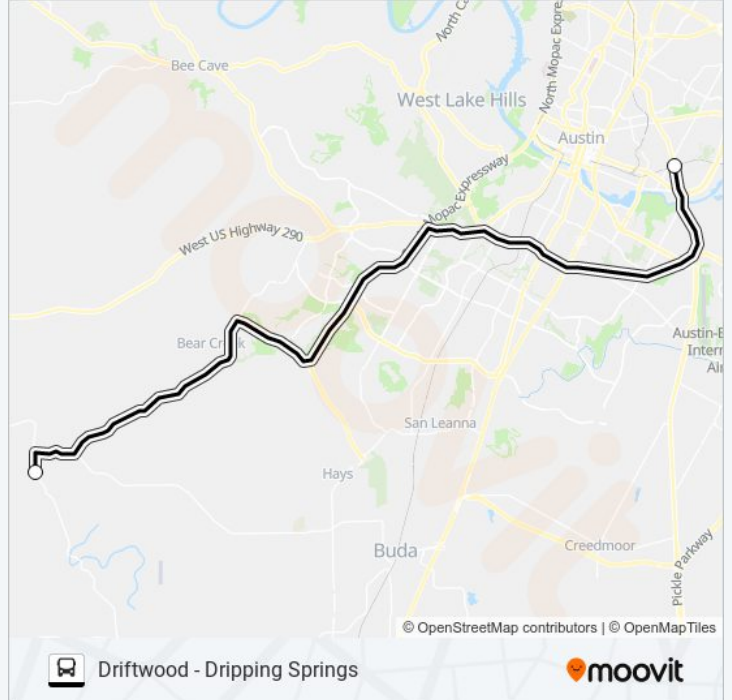 North Ca
North Mopac Expre
Bee Cave
West Lake Hills
Austin
Mopac Expressway
West US Highway 290
Bear Creek
Austin-B
Intern
Air
San Leanna
Hays
Buda
Creedmoor
Pickle Parkway
© OpenStreetMap contributors | © OpenMapTiles
Driftwood - Dripping Springs
moovit